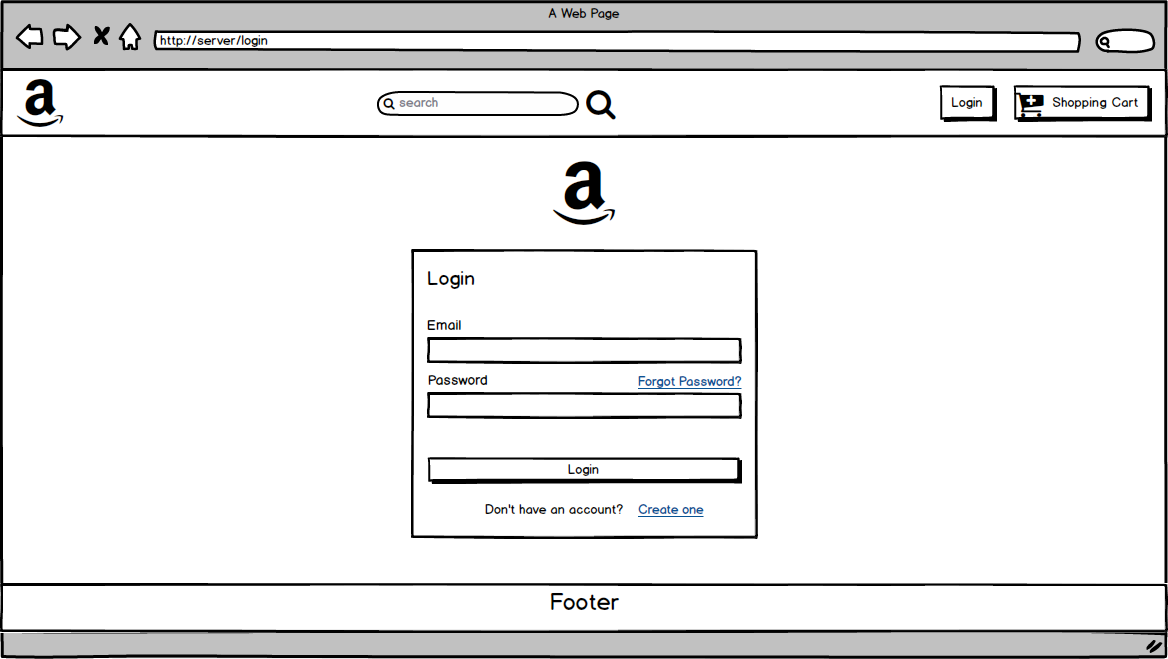 A Web Page
http://server/login
a
search
Login
Shopping Cart
a
Login
Email
Password
Forgot Password?
Login
Don't have an account? Create one
Footer